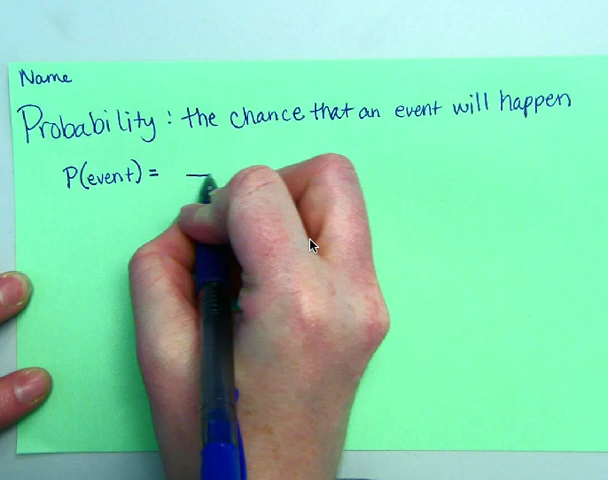 Name
Probability : the chance that an event will happen
P(event) = —